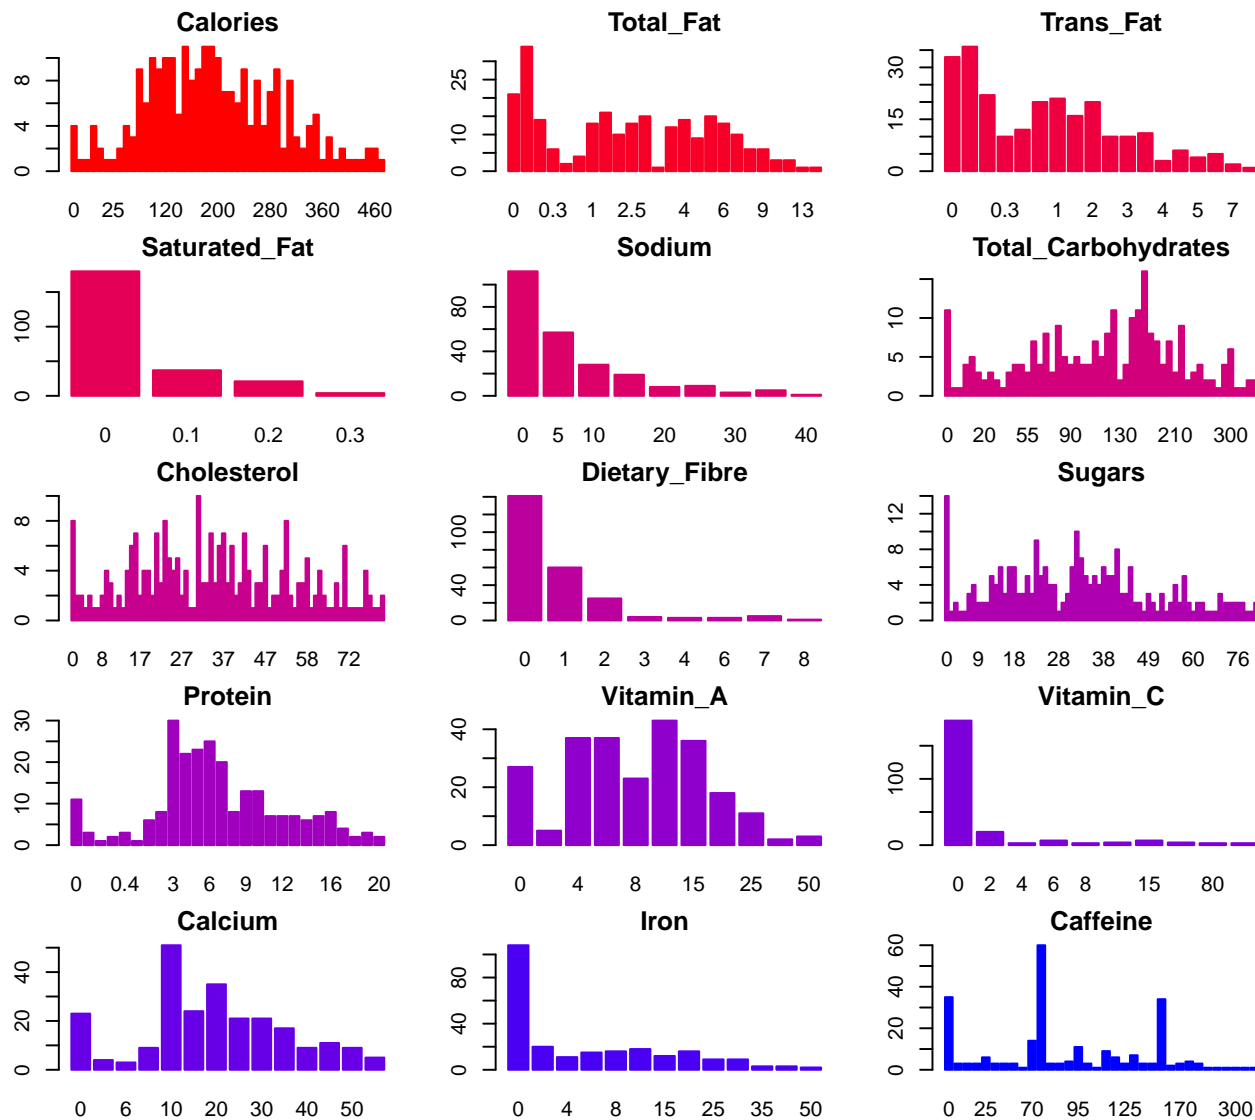 Calories Total_Fat Trans_Fat
0 4 8
0 10 25
0 15 30
0 25 120 200 280 360 460
0 0.3 1 2.5 4 6 9 13
0 0.3 1 2 3 4 5 7
Saturated_Fat Sodium Total_Carbohydrates
0 100
0 40 80
0 5 10
0 0.1 0.2 0.3
0 5 10 20 30 40
0 20 55 90 130 210 300
Cholesterol Dietary_Fibre Sugars
0 4 8
0 40 100
0 4 8 12
0 8 17 27 37 47 58 72
0 1 2 3 4 6 7 8
0 9 18 28 38 49 60 76
Protein Vitamin_A Vitamin_C
0 10 20 30
0 20 40
0 100
0 0.4 3 6 9 12 16 20
0 4 8 15 25 50
0 2 4 6 8 15 80
Calcium Iron Caffeine
0 20 40
0 40 80
0 20 40 60
0 6 10 20 30 40 50
0 4 8 15 25 35 50
0 25 70 95 125 170 300